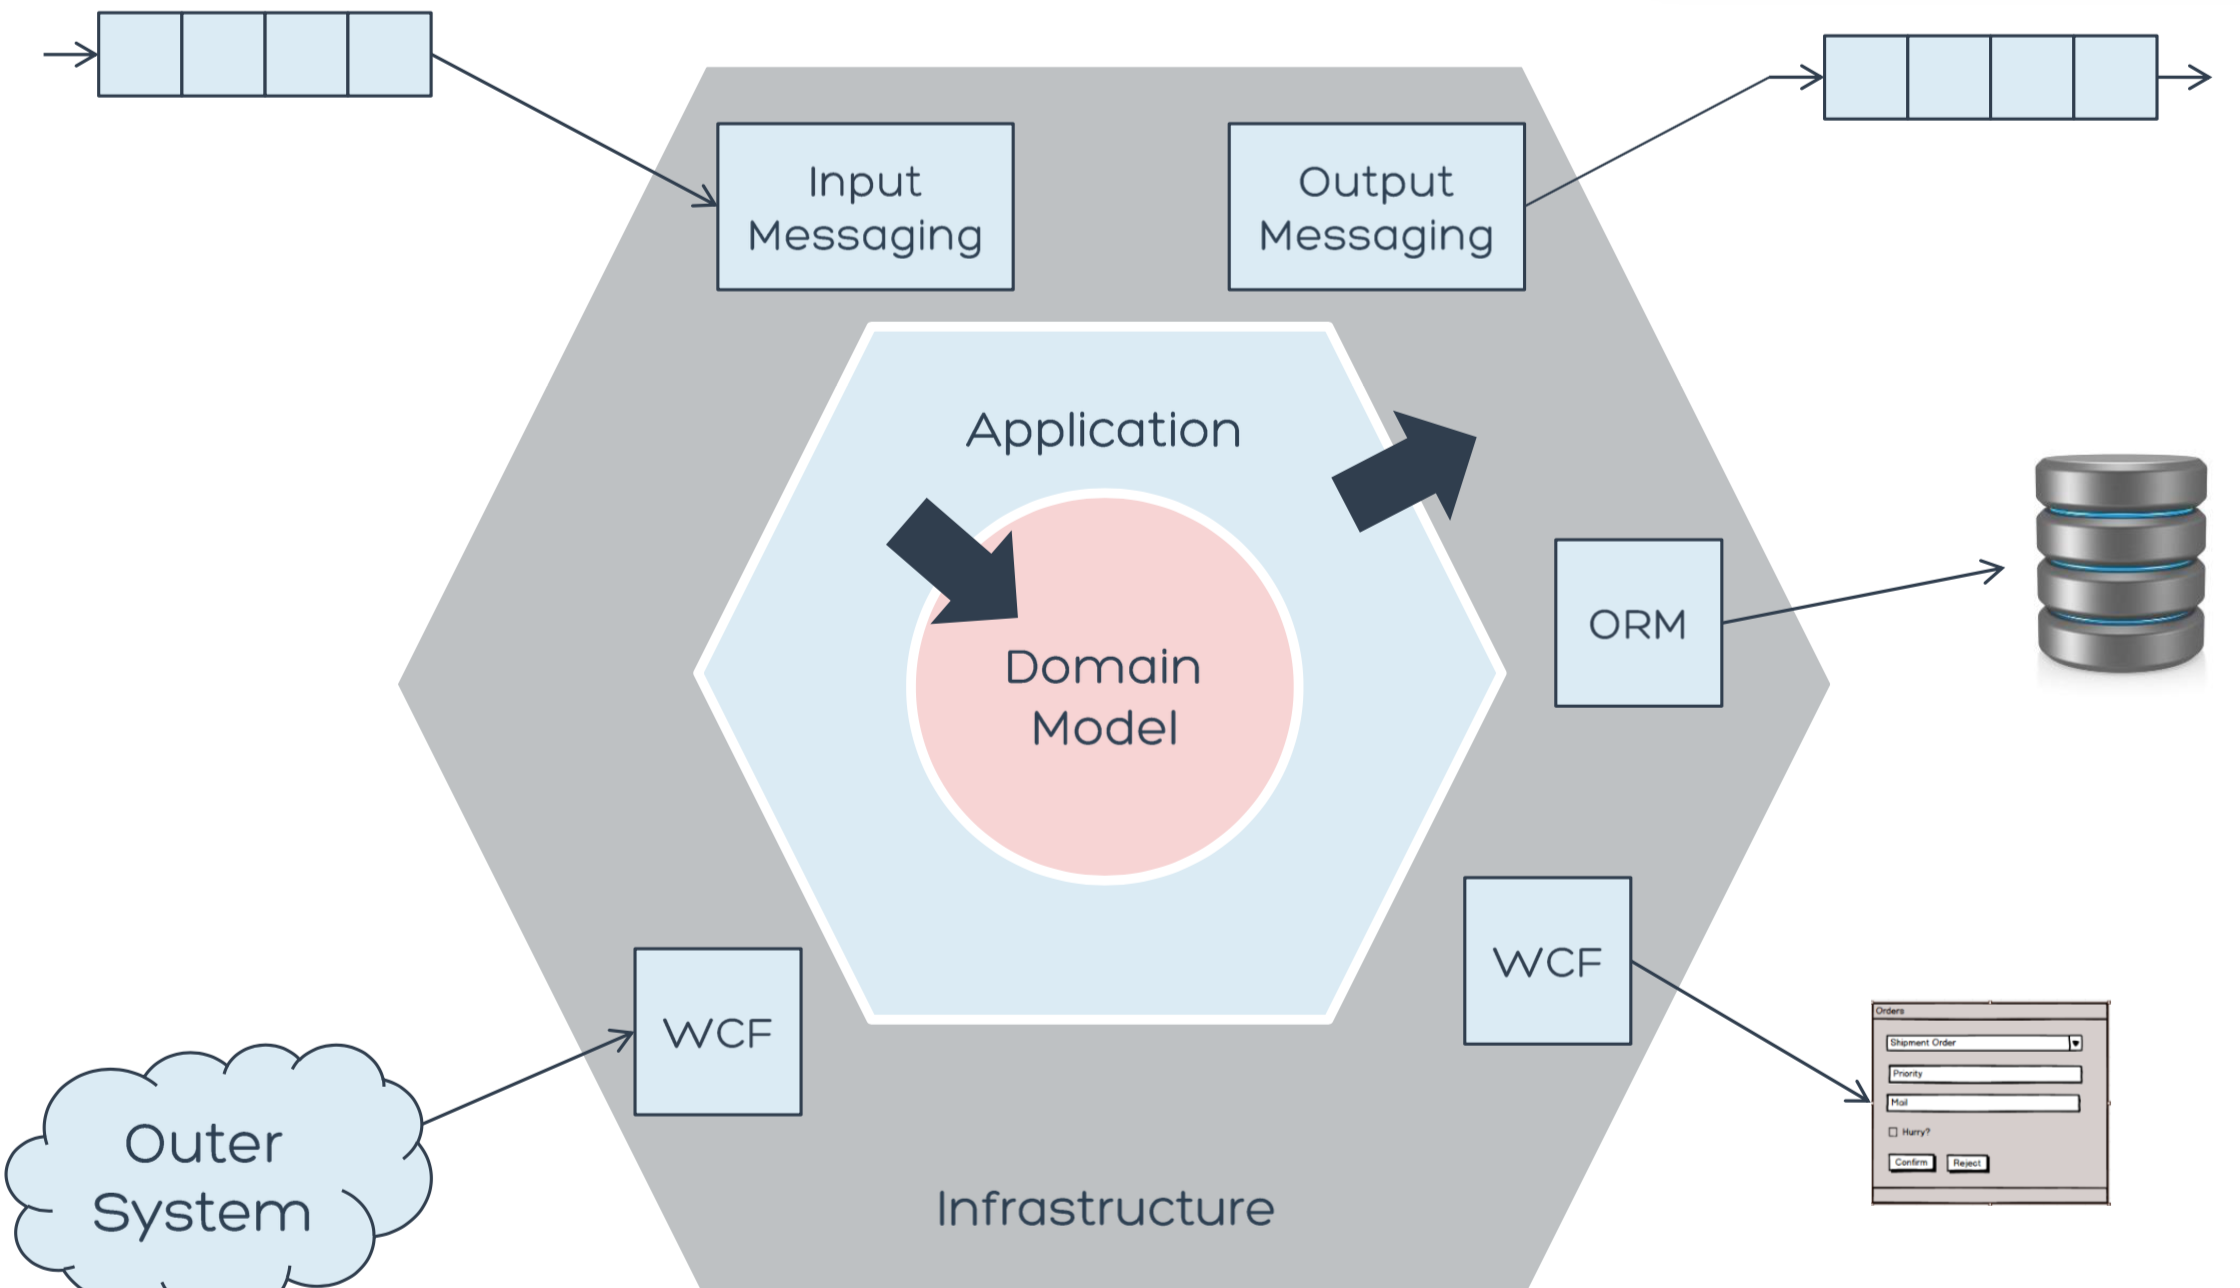 Input
Messaging
Output
Messaging
Application
ORM
Domain
Model
WCF
WCF
Orders
Shipment Order
Priority
Mail
Hurry?
Confirm
Reject
Outer
System
Infrastructure